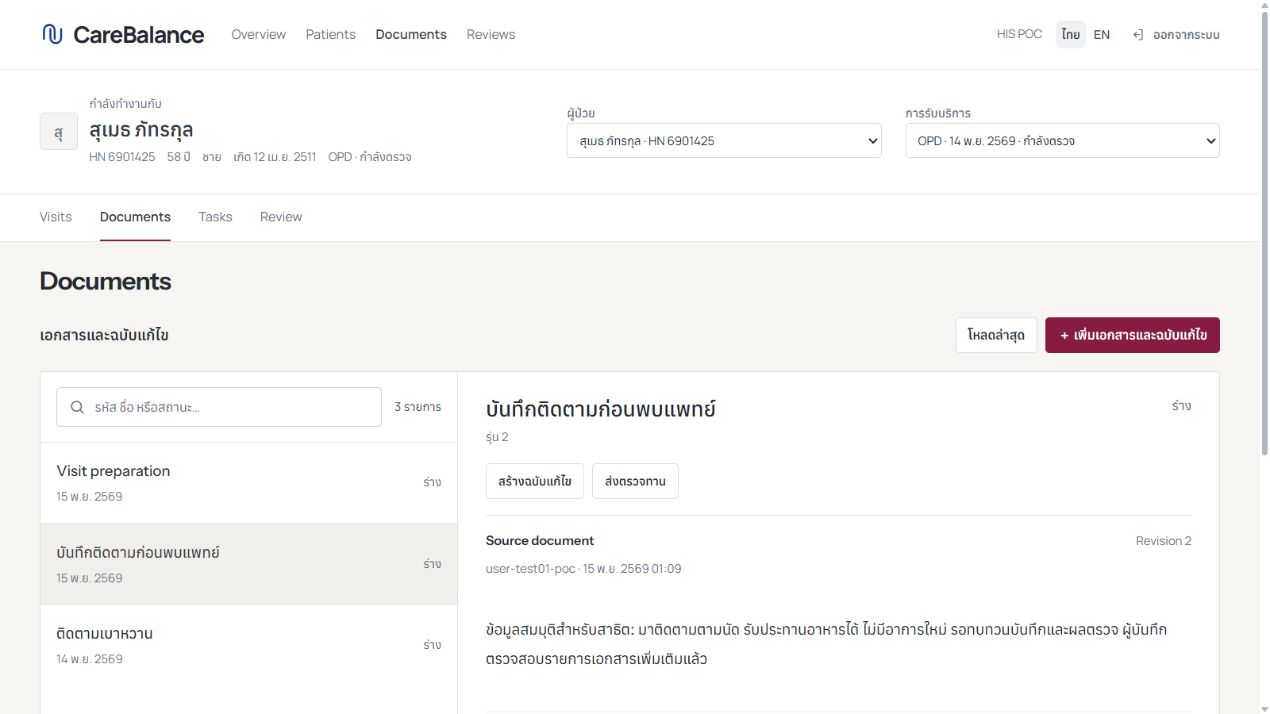 CareBalance
Overview Patients Documents Reviews
HIS POC ไทย EN ออกจากระบบ
กำลังทำงานกับ
สุ
สุเมธ ภัทรกุล
HN 6901425 58 ปี ชาย เกิด 12 เม.ย. 2511 OPD · กำลังตรวจ
ผู้ป่วย
สุเมธ ภัทรกุล · HN 6901425
การรับบริการ
OPD · 14 พ.ย. 2569 · กำลังตรวจ
Visits Documents Tasks Review
Documents
เอกสารและฉบับแก้ไข
โหลดล่าสุด
+ เพิ่มเอกสารและฉบับแก้ไข
รหัส ชื่อ หรือสถานะ...
3 รายการ
Visit preparation
15 พ.ย. 2569
ร่าง
บันทึกติดตามก่อนพบแพทย์
15 พ.ย. 2569
ร่าง
ติดตามเบาหวาน
14 พ.ย. 2569
ร่าง
บันทึกติดตามก่อนพบแพทย์
ร่าง
รุ่น 2
สร้างฉบับแก้ไข ส่งตรวจทาน
Source document
Revision 2
user-test01-poc · 15 พ.ย. 2569 01:09
ข้อมูลสมมุติสำหรับสาธิต: มาติดตามตามนัด รับประทานอาหารได้ ไม่มีอาการใหม่ รอทบทวนบันทึกและผลตรวจ ผู้บันทึก
ตรวจสอบรายการเอกสารเพิ่มเติมแล้ว